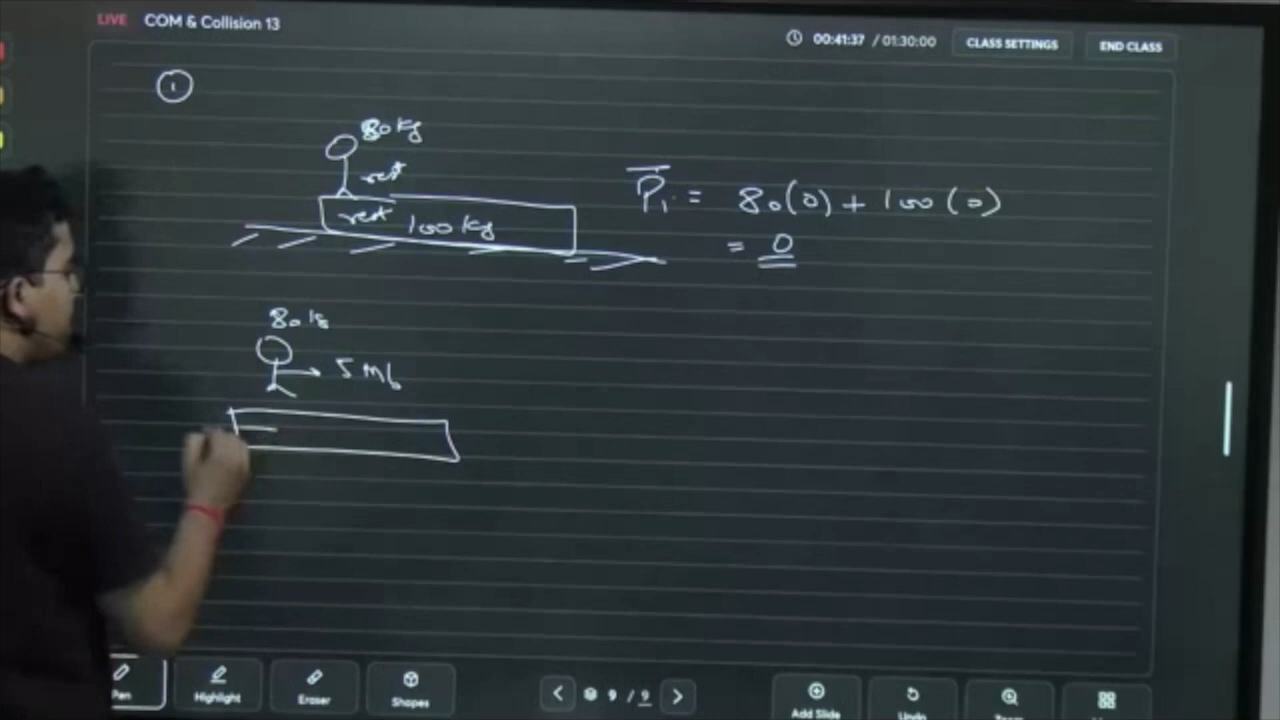 LIVE COM & Collision 13
00:41:37 / 01:30:00 CLASS SETTINGS END CLASS
1
80 kg
rest
rest 100 kg
P₁ = 80(0) + 100(0)
= 0
80 kg
5 m/s
Pen Highlight Eraser Shapes
9 / 9
Add Slide Undo Zoom